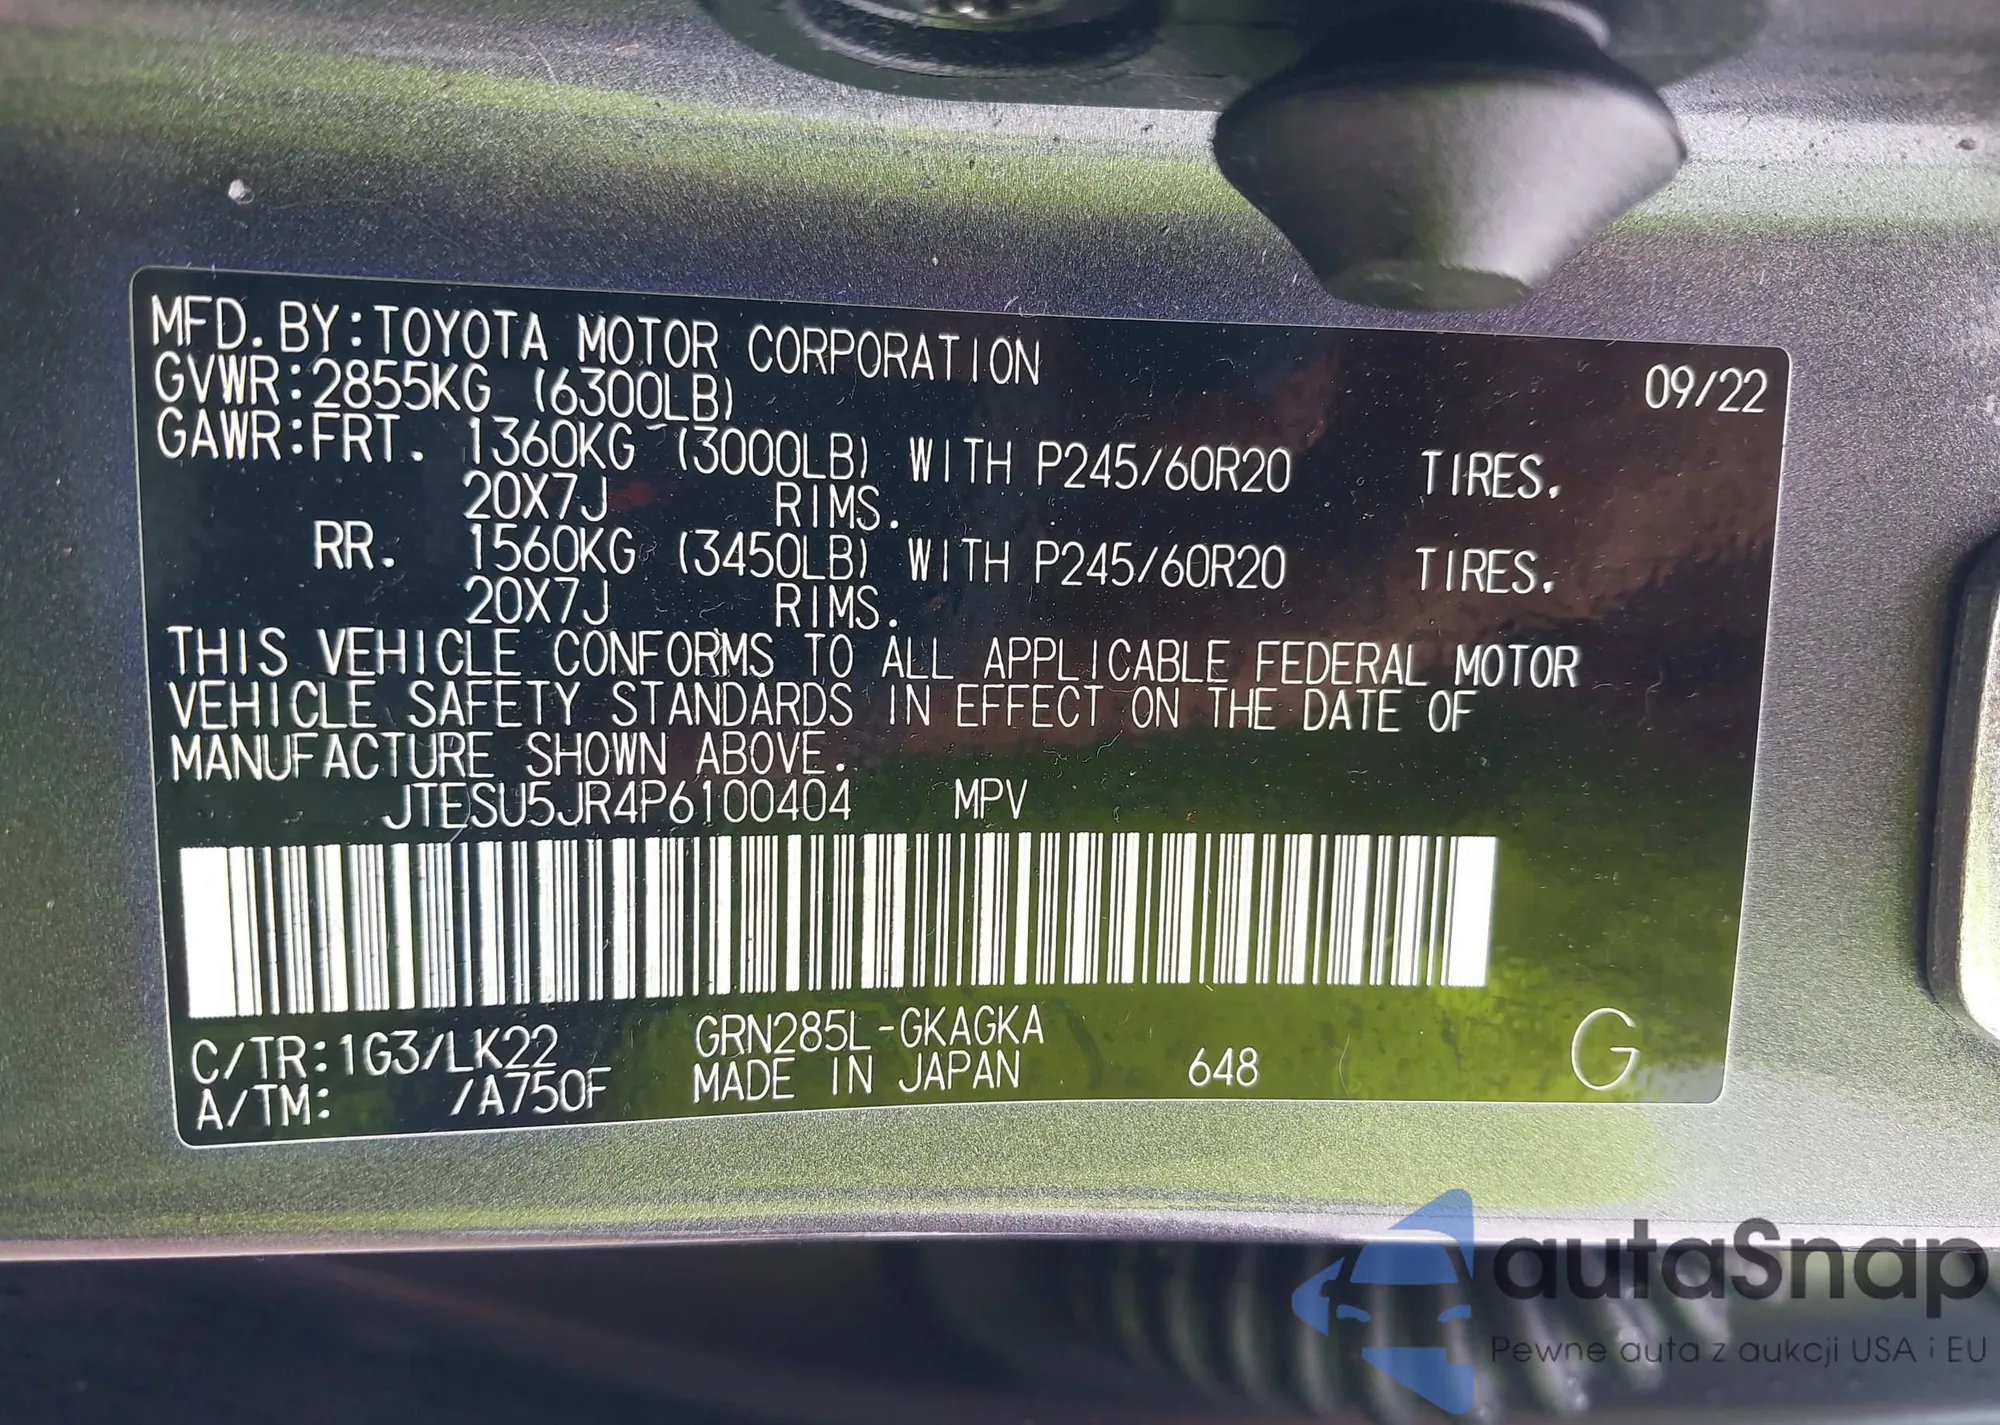 MFD. BY:TOYOTA MOTOR CORPORATION 09/22
GVWR:2855KG (6300LB)
GAWR:FRT. 1360KG (3000LB) WITH P245/60R20 TIRES.
20X7J RIMS.
RR. 1560KG (3450LB) WITH P245/60R20 TIRES.
20X7J RIMS.
THIS VEHICLE CONFORMS TO ALL APPLICABLE FEDERAL MOTOR
VEHICLE SAFETY STANDARDS IN EFFECT ON THE DATE OF
MANUFACTURE SHOWN ABOVE.
JTESU5JR4P6100404 MPV
C/TR:1G3/LK22 GRN285L-GKAGKA
A/TM: /A750F MADE IN JAPAN 648 G
autaSnap
Pewne auta z aukcji USA i EU